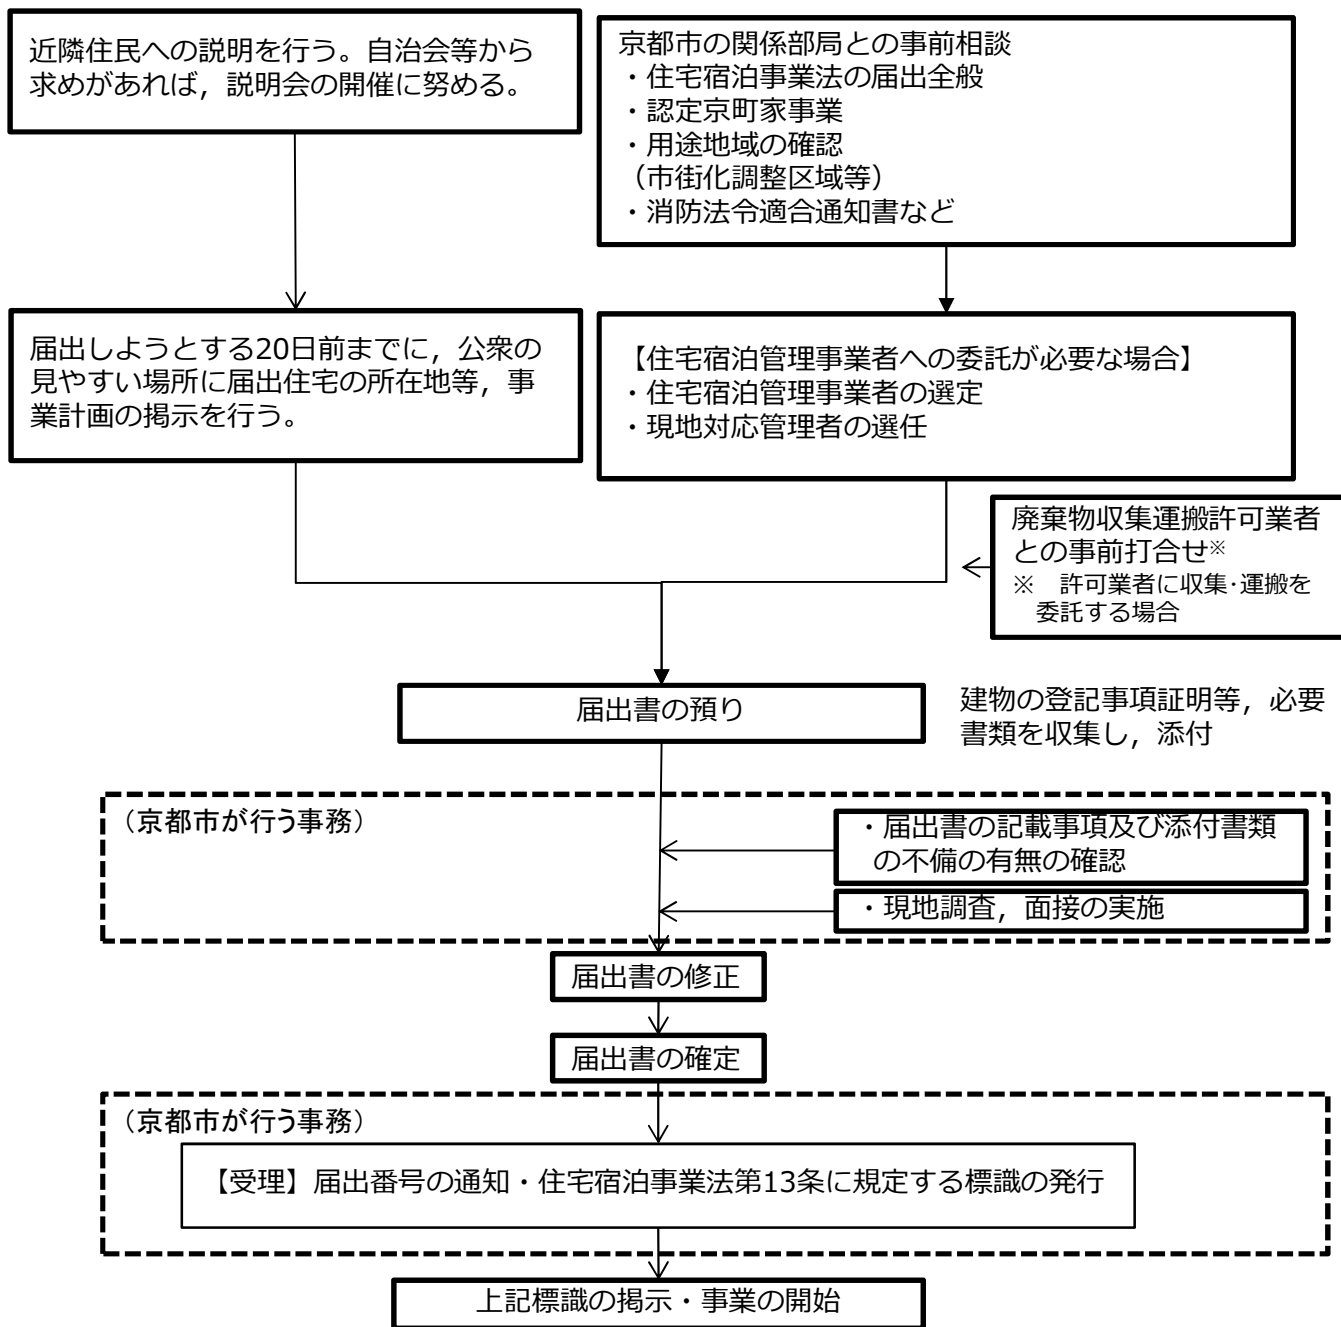 近隣住民への説明を行う。自治会等から
求めがあれば，説明会の開催に努める。
京都市の関係部局との事前相談
・住宅宿泊事業法の届出全般
・認定京町家事業
・用途地域の確認
（市街化調整区域等）
・消防法令適合通知書など
届出しようとする20日前までに，公衆の
見やすい場所に届出住宅の所在地等，事
業計画の掲示を行う。
【住宅宿泊管理事業者への委託が必要な場合】
・住宅宿泊管理事業者の選定
・現地対応管理者の選任
廃棄物収集運搬許可業者
との事前打合せ※
※　許可業者に収集・運搬を
委託する場合
届出書の預り
建物の登記事項証明等，必要
書類を収集し，添付
（京都市が行う事務）
・届出書の記載事項及び添付書類
の不備の有無の確認
・現地調査，面接の実施
届出書の修正
届出書の確定
（京都市が行う事務）
【受理】届出番号の通知・住宅宿泊事業法第13条に規定する標識の発行
上記標識の掲示・事業の開始